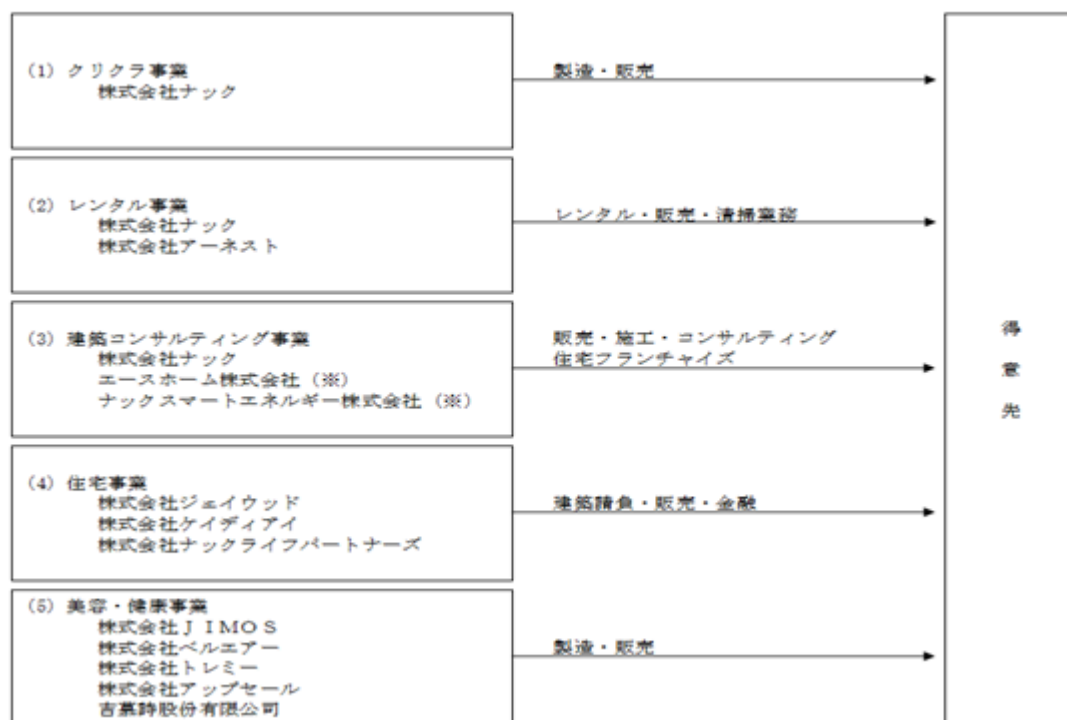 (1) クリクラ事業
株式会社ナック
製造・販売
(2) レンタル事業
株式会社ナック
株式会社アーネスト
レンタル・販売・清掃業務
(3) 建築コンサルティング事業
株式会社ナック
エースホーム株式会社 (※)
ナックスマートエネルギー株式会社 (※)
販売・施工・コンサルティング
住宅フランチャイズ
(4) 住宅事業
株式会社ジェイウッド
株式会社ケイディアイ
株式会社ナックライフパートナーズ
建築請負・販売・金融
(5) 美容・健康事業
株式会社ＪＩＭＯＳ
株式会社ベルエアー
株式会社トレミー
株式会社アップセール
吉慕詩股份有限公司
製造・販売
得意先